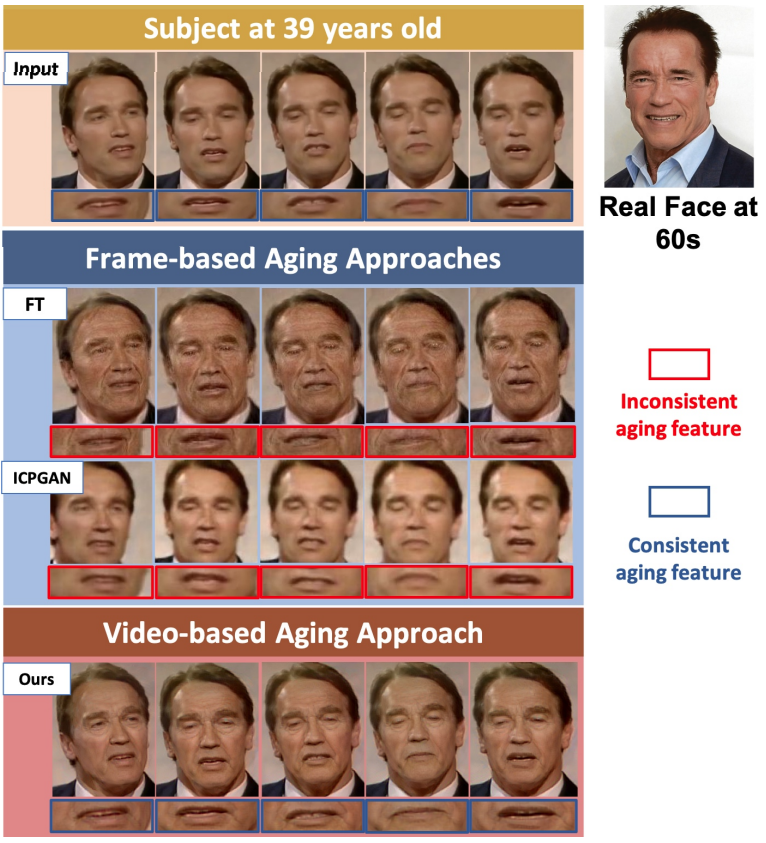 Subject at 39 years old
Input
Real Face at
60s
Frame-based Aging Approaches
FT
Inconsistent
aging feature
ICPGAN
Consistent
aging feature
Video-based Aging Approach
Ours